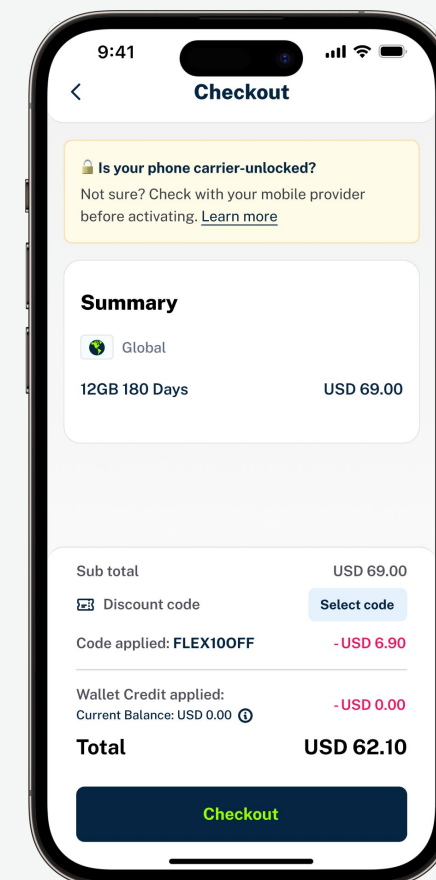 9:41
Checkout
Is your phone carrier-unlocked?
Not sure? Check with your mobile provider
before activating. Learn more
Summary
Global
12GB 180 Days USD 69.00
Sub total USD 69.00
Discount code Select code
Code applied: FLEX10OFF - USD 6.90
Wallet Credit applied:
Current Balance: USD 0.00 - USD 0.00
Total USD 62.10
Checkout